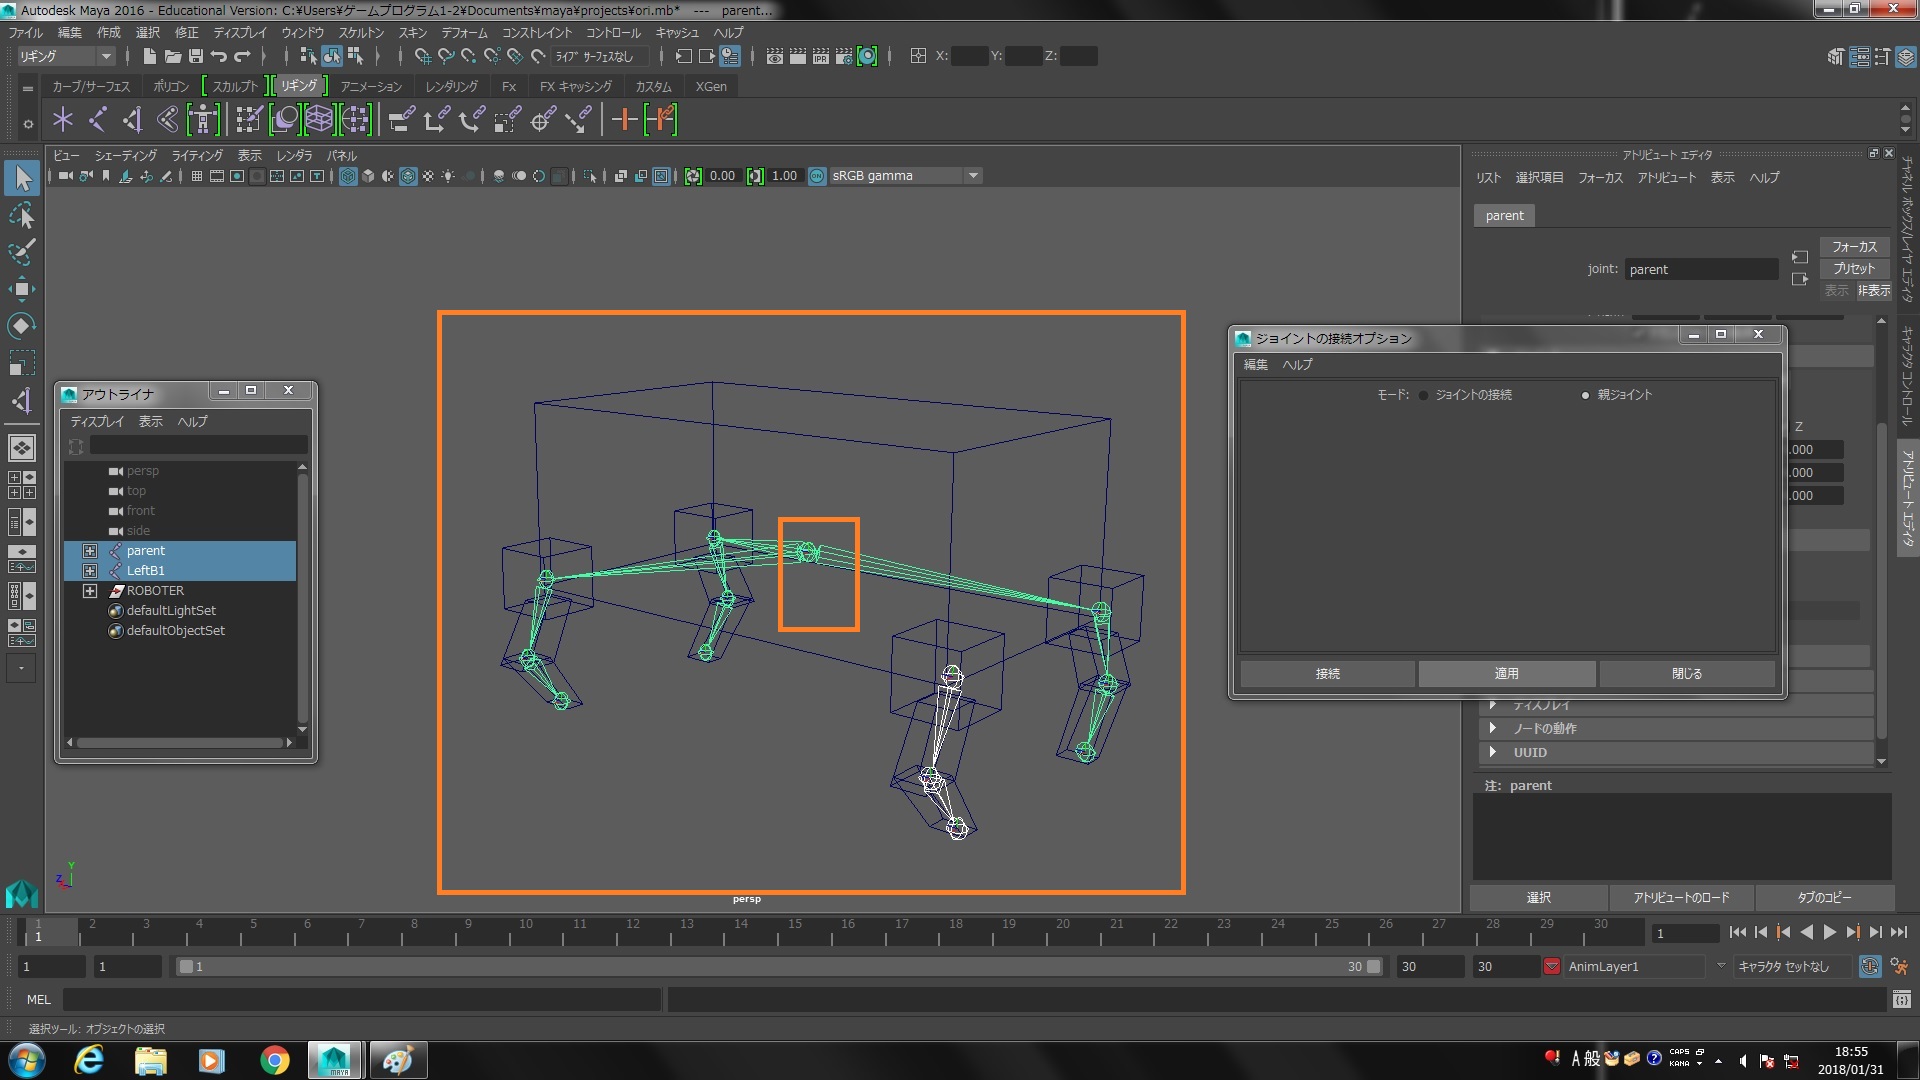 Autodesk Maya 2016 - Educational Version: C:¥Users¥ゲームプログラム1-2¥Documents¥maya¥projects¥ori.mb* --- parent...
ファイル 編集 作成 選択 修正 ディスプレイ ウィンドウ スケルトン スキン デフォーム コンストレイント コントロール キャッシュ ヘルプ
リギング ライブ サーフェスなし X: Y: Z:
カーブ/サーフェス ポリゴン スカルプト リギング アニメーション レンダリング Fx FX キャッシング カスタム XGen
ビュー シェーディング ライティング 表示 レンダラ パネル
0.00 1.00 sRGB gamma
アウトライナ
ディスプレイ 表示 ヘルプ
persp
top
front
side
parent
LeftB1
ROBOTER
defaultLightSet
defaultObjectSet
persp
ジョイントの接続オプション
編集 ヘルプ
モード: ジョイントの接続 親ジョイント
接続 適用 閉じる
アトリビュート エディタ
リスト 選択項目 フォーカス アトリビュート 表示 ヘルプ
parent
joint: parent
フォーカス
プリセット
表示 非表示
Z
.000
.000
.000
ディスプレイ
ノードの動作
UUID
注: parent
選択 アトリビュートのロード タブのコピー
チャネル ボックス/レイヤ エディタ
キャラクタ コントロール
アトリビュート エディタ
1 2 3 4 5 6 7 8 9 10 11 12 13 14 15 16 17 18 19 20 21 22 23 24 25 26 27 28 29 30
1 1
1 1 1 30 30 30 AnimLayer1 キャラクタ セットなし
MEL
選択ツール: オブジェクトの選択
MAYA
A 般 CAPS KANA
18:55
2018/01/31